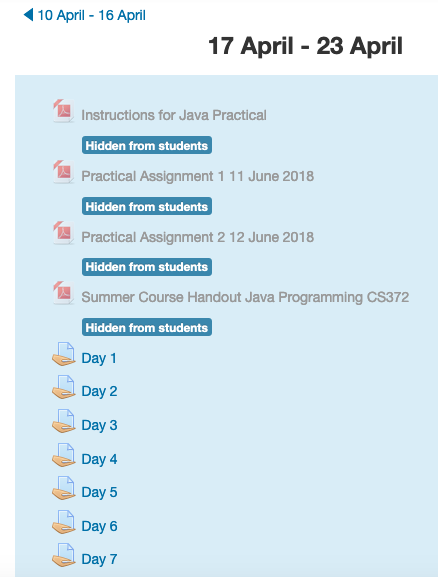 10 April - 16 April
17 April - 23 April
Instructions for Java Practical
Hidden from students
Practical Assignment 1 11 June 2018
Hidden from students
Practical Assignment 2 12 June 2018
Hidden from students
Summer Course Handout Java Programming CS372
Hidden from students
Day 1
Day 2
Day 3
Day 4
Day 5
Day 6
Day 7